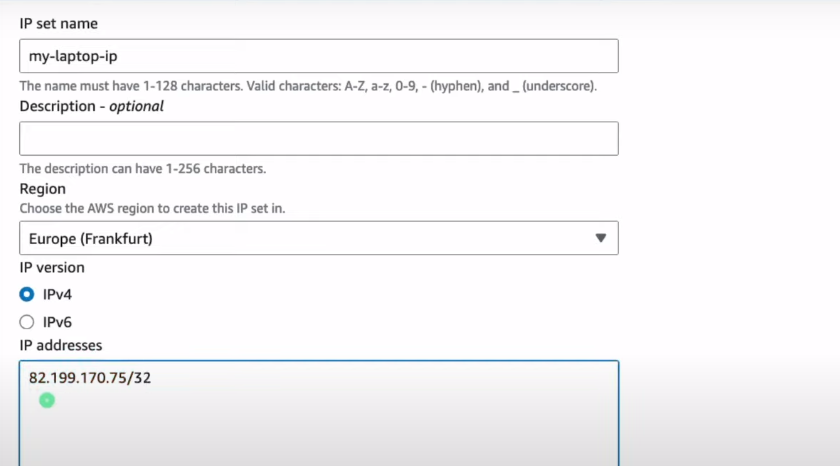 IP set name
my-laptop-ip
The name must have 1-128 characters. Valid characters: A-Z, a-z, 0-9, - (hyphen), and _ (underscore).
Description - optional
The description can have 1-256 characters.
Region
Choose the AWS region to create this IP set in.
Europe (Frankfurt)
IP version
IPv4
IPv6
IP addresses
82.199.170.75/32